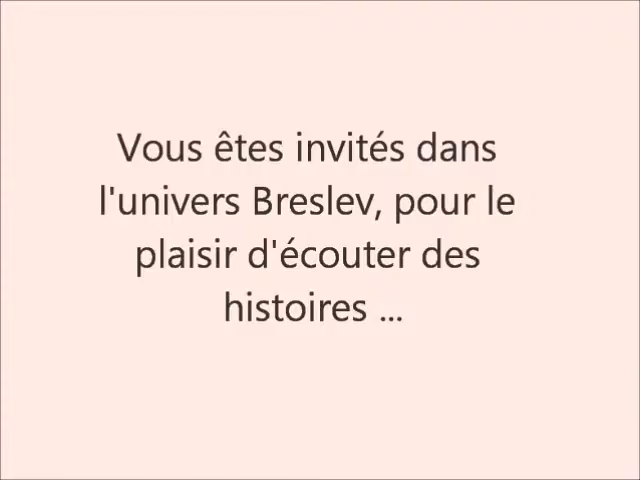 Vous êtes invités dans
l'univers Breslev, pour le
plaisir d'écouter des
histoires ...